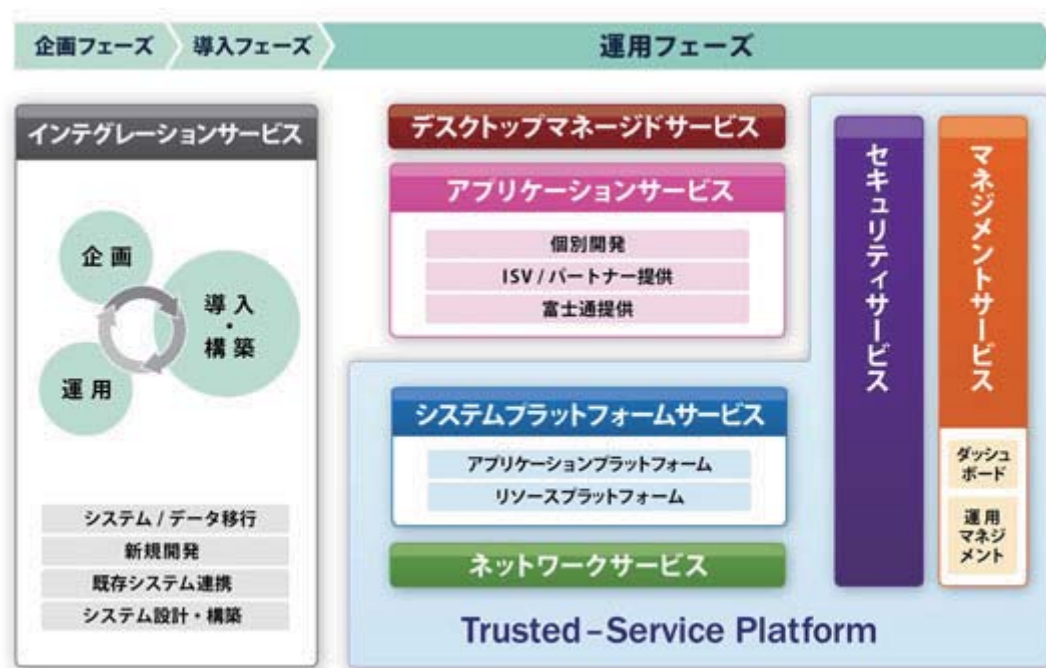 企画フェーズ
導入フェーズ
運用フェーズ
インテグレーションサービス
企画
導入
・
構築
運用
システム / データ移行
新規開発
既存システム連携
システム設計・構築
デスクトップマネージドサービス
アプリケーションサービス
個別開発
ISV / パートナー提供
富士通提供
システムプラットフォームサービス
アプリケーションプラットフォーム
リソースプラットフォーム
ネットワークサービス
セキュリティサービス
マネジメントサービス
ダッシュ
ボード
運用
マネジ
メント
Trusted-Service Platform